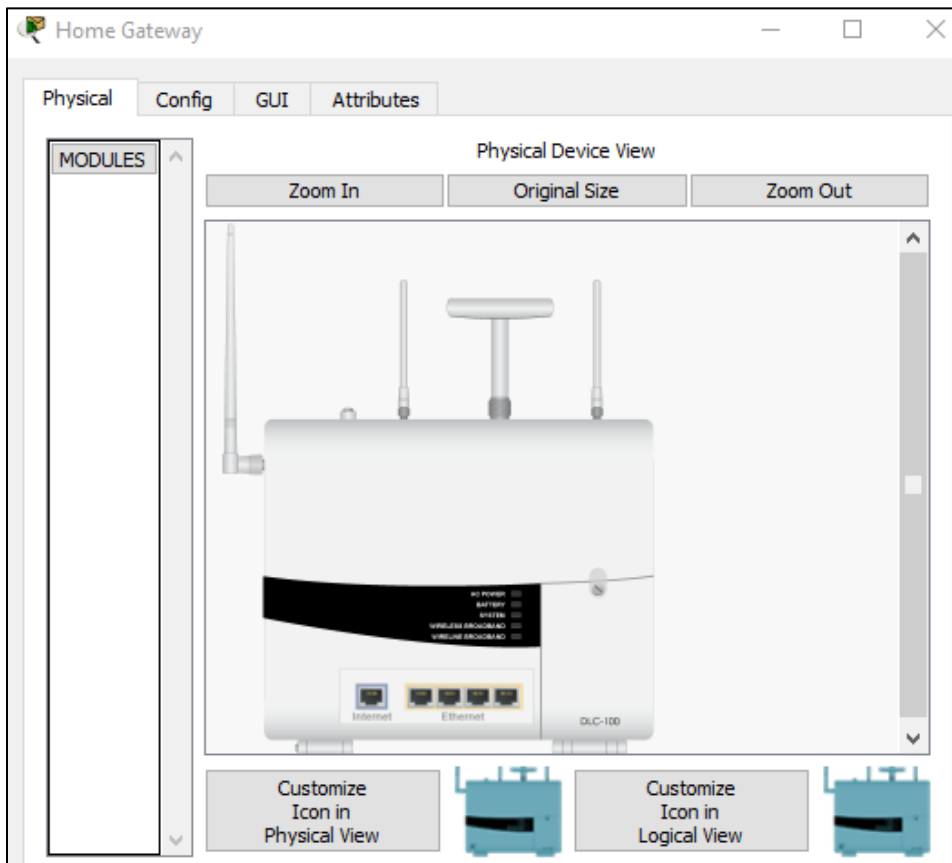 Home Gateway
Physical Config GUI Attributes
MODULES
Physical Device View
Zoom In Original Size Zoom Out
AC POWER
BATTERY
SYSTEM
WIRELESS BROADBAND
WIRELINE BROADBAND
Internet Ethernet
DLC-100
Customize
Icon in
Physical View
Customize
Icon in
Logical View